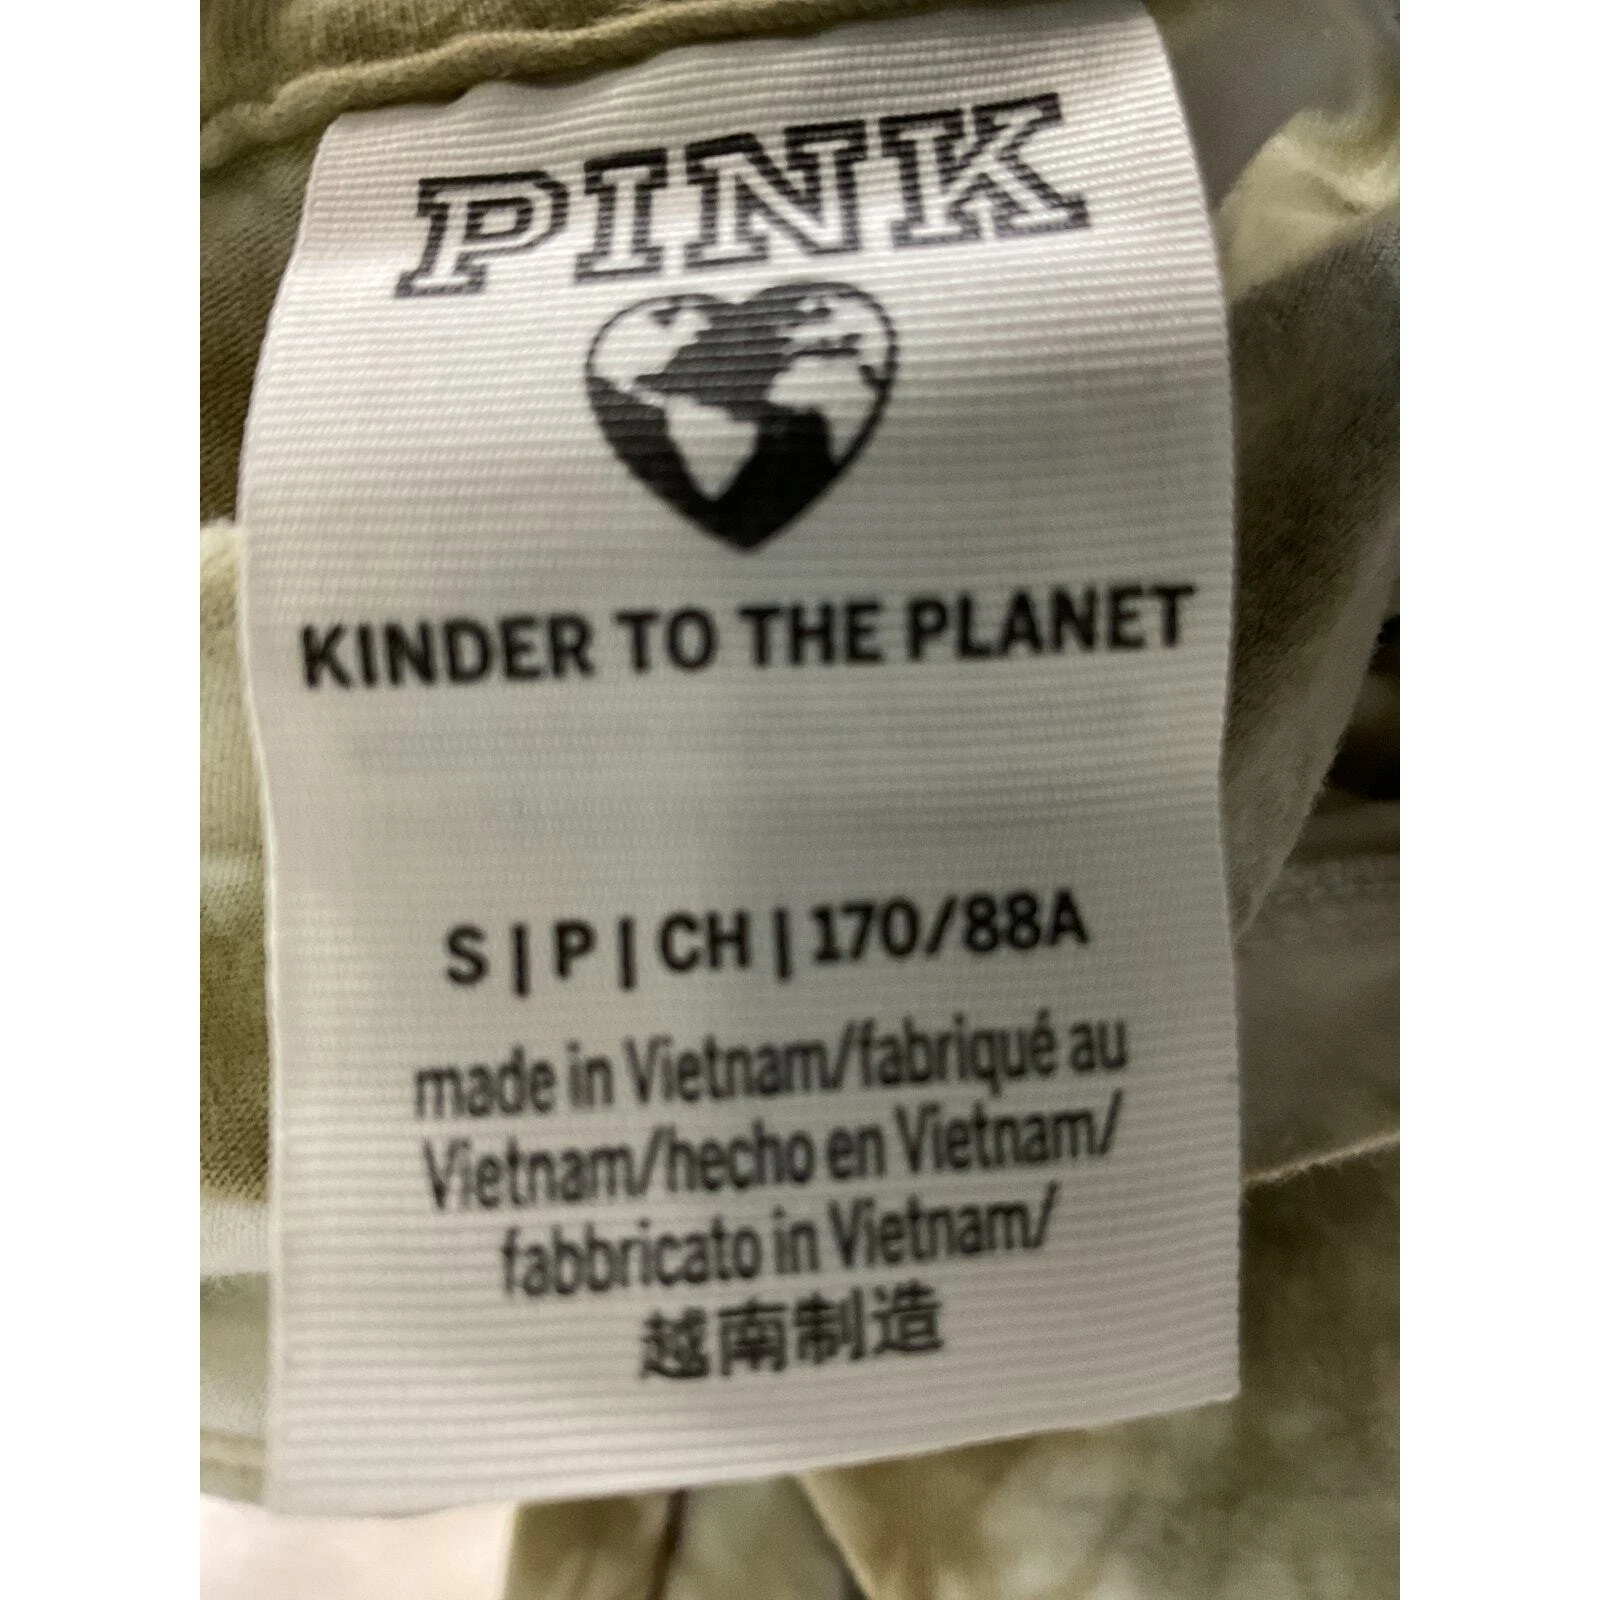 PINK
KINDER TO THE PLANET
S | P | CH | 170/88A
made in Vietnam/fabriqué au
Vietnam/hecho en Vietnam/
fabbricato in Vietnam/
越南制造